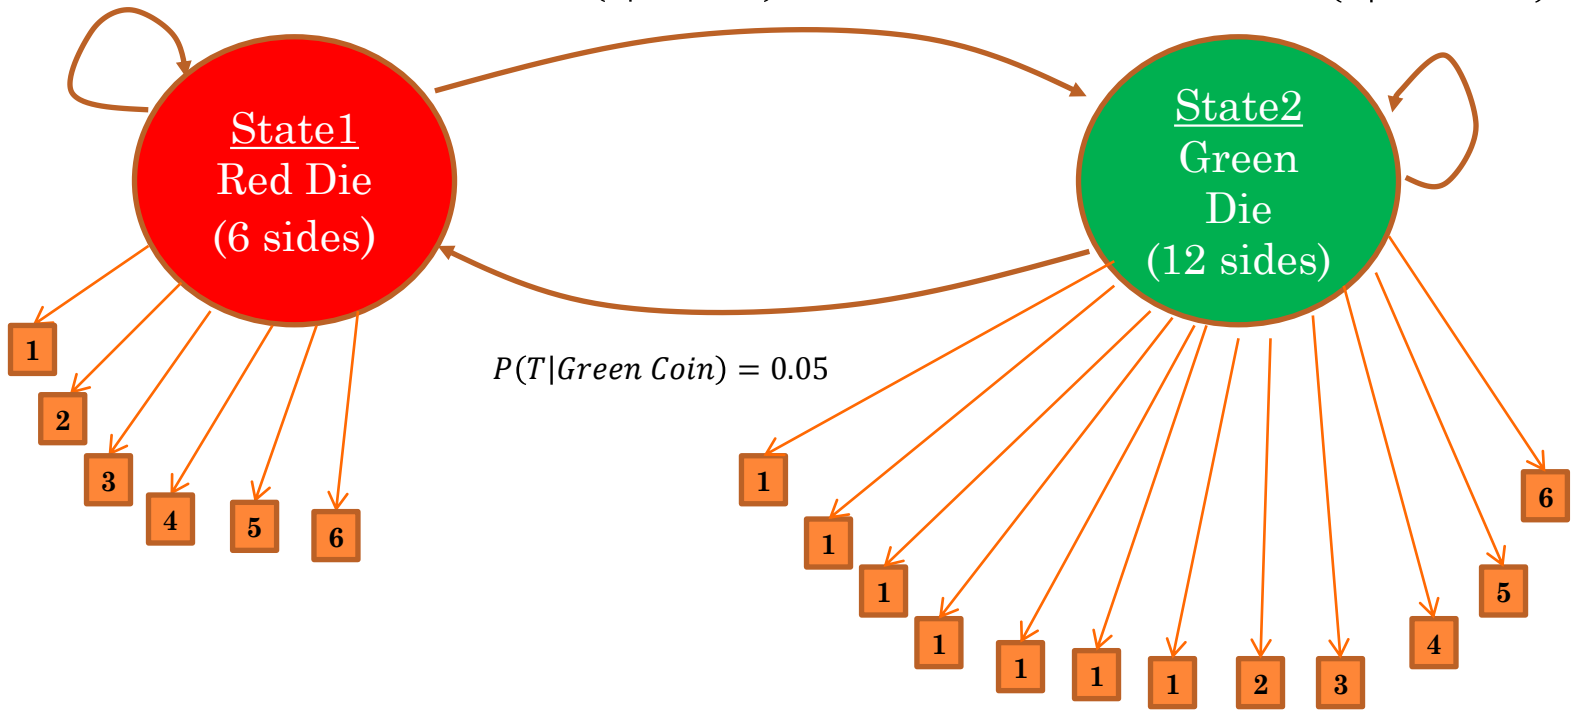 State1
Red Die
(6 sides)
State2
Green
Die
(12 sides)
P(T|Green Coin) = 0.05
1
2
3
4
5
6
1
1
1
1
1
1
1
2
3
4
5
6